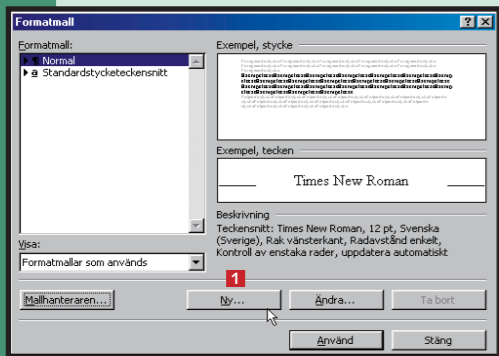 Formatmall
Formatmall:
Normal
a Standardstycketeckensnitt
Visa:
Formatmallar som används
Exempel, stycke
Exempel, tecken
Times New Roman
Beskrivning
Teckensnitt: Times New Roman, 12 pt, Svenska
(Sverige), Rak vänsterkant, Radavstånd enkelt,
Kontroll av enstaka rader, uppdatera automatiskt
1
Mallhanteraren... Ny... Ändra... Ta bort
Använd Stäng